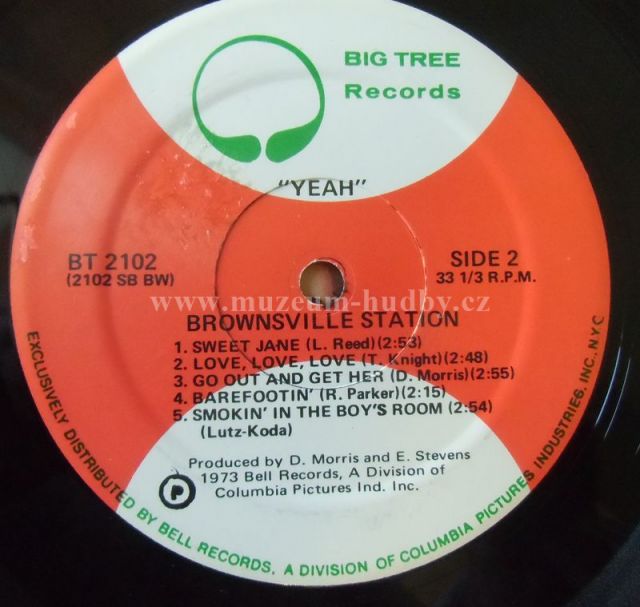 BIG TREE
Records
"YEAH"
BT 2102
(2102 SB BW)
SIDE 2
33 1/3 R.P.M.
www.muzeum-hudby.cz
BROWNSVILLE STATION
1. SWEET JANE (L. Reed)(2:53)
2. LOVE, LOVE, LOVE (T. Knight)(2:48)
3. GO OUT AND GET HER (D. Morris)(2:55)
4. BAREFOOTIN' (R. Parker)(2:15)
5. SMOKIN' IN THE BOY'S ROOM (2:54)
(Lutz-Koda)
Produced by D. Morris and E. Stevens
P 1973 Bell Records, A Division of
Columbia Pictures Ind. Inc.
EXCLUSIVELY DISTRIBUTED BY BELL RECORDS, A DIVISION OF COLUMBIA PICTURES INDUSTRIES, INC., N.Y.C